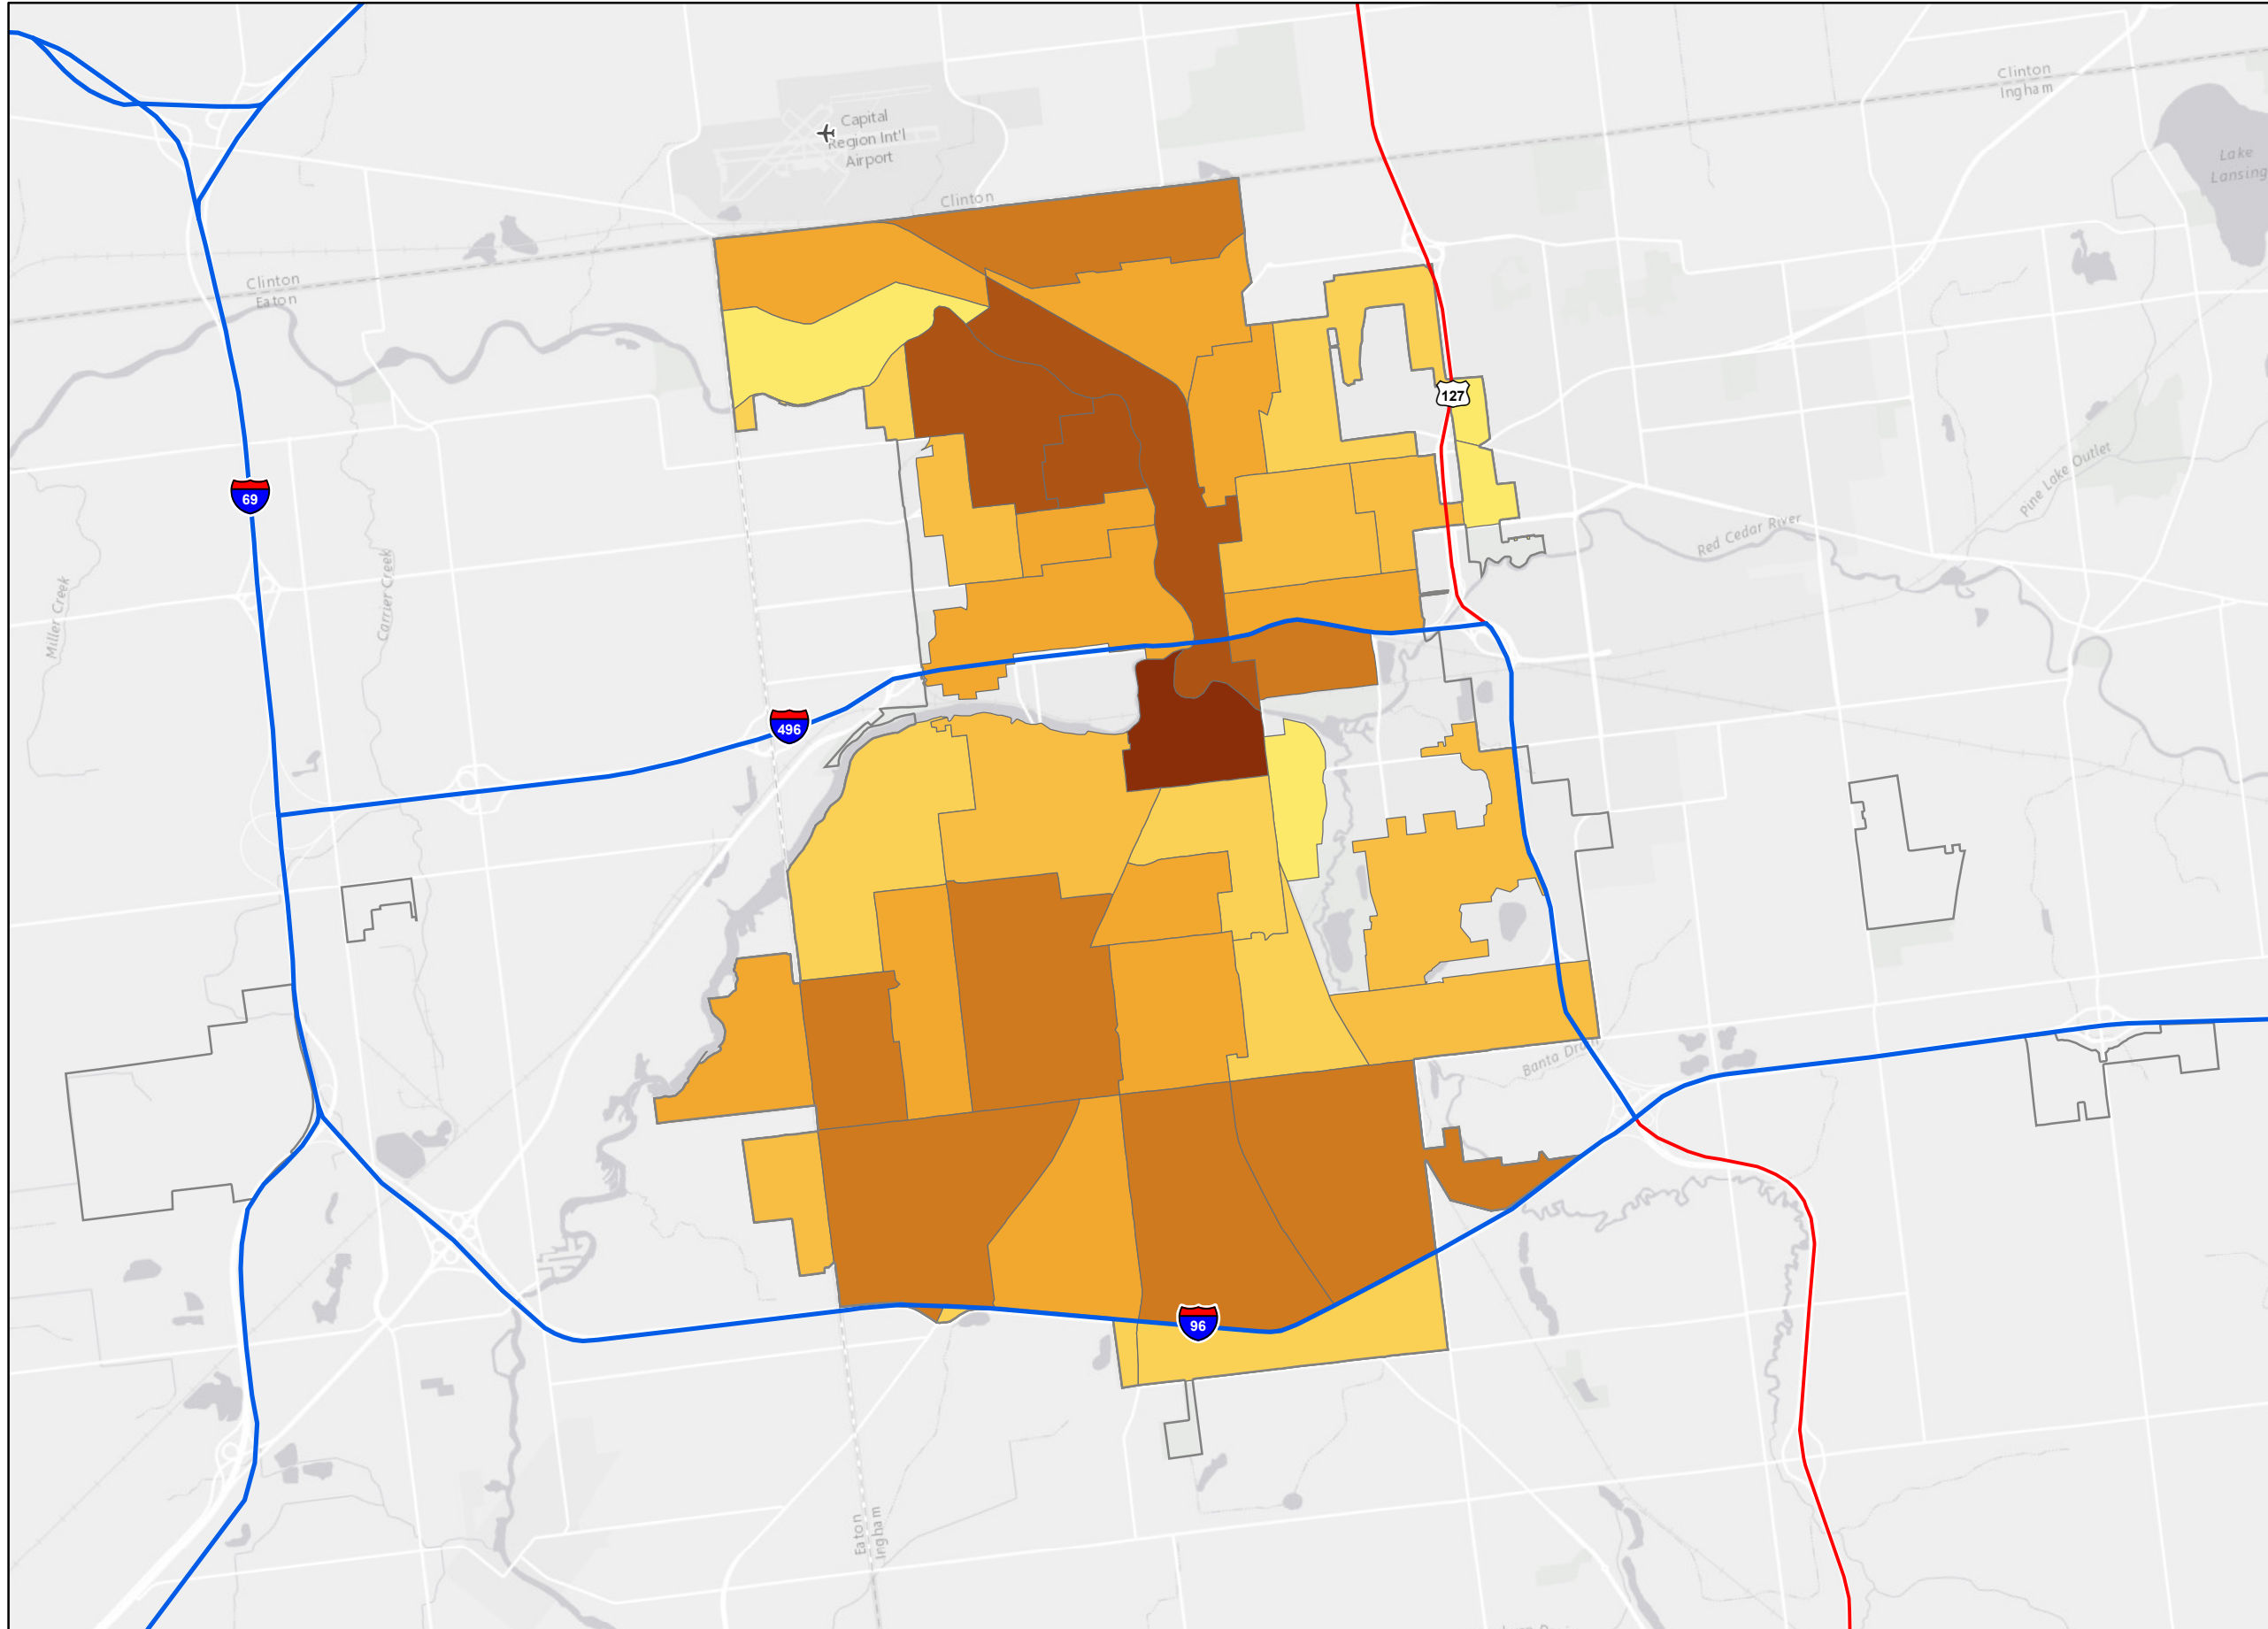 Clinton
Ingham
Capital
Region Int'l
Airport
Lake
Lansing
Clinton
Clinton
Eaton
127
Pine Lake Outlet
69
Red Cedar River
Miller Creek
Carrier Creek
496
Banta Drain
96
Eaton
Ingham